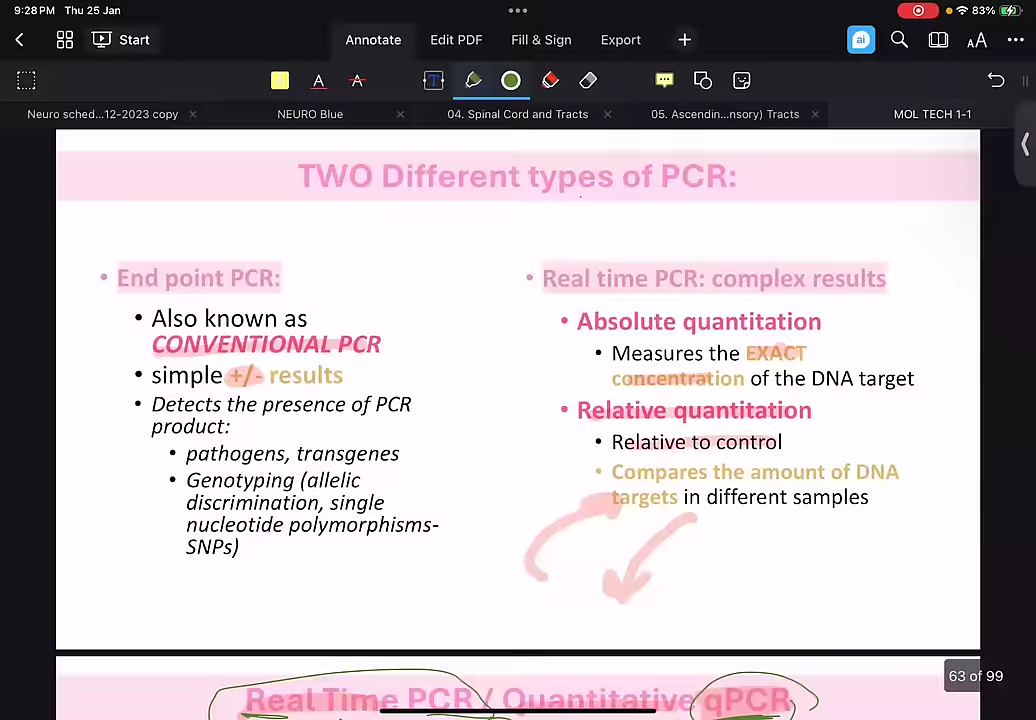 9:28 PM Thu 25 Jan
83%
Start
Annotate
Edit PDF
Fill & Sign
Export
ai
AA
T
A
A
Neuro sched...12-2023 copy
NEURO Blue
04. Spinal Cord and Tracts
05. Ascendin...nsory) Tracts
MOL TECH 1-1
TWO Different types of PCR:
• End point PCR:
• Also known as
CONVENTIONAL PCR
• simple +/- results
• Detects the presence of PCR
product:
• pathogens, transgenes
• Genotyping (allelic
discrimination, single
nucleotide polymorphisms-
SNPs)
• Real time PCR: complex results
• Absolute quantitation
• Measures the EXACT
concentration of the DNA target
• Relative quantitation
• Relative to control
• Compares the amount of DNA
targets in different samples
63 of 99
Real Time PCR / Quantitative qPCR